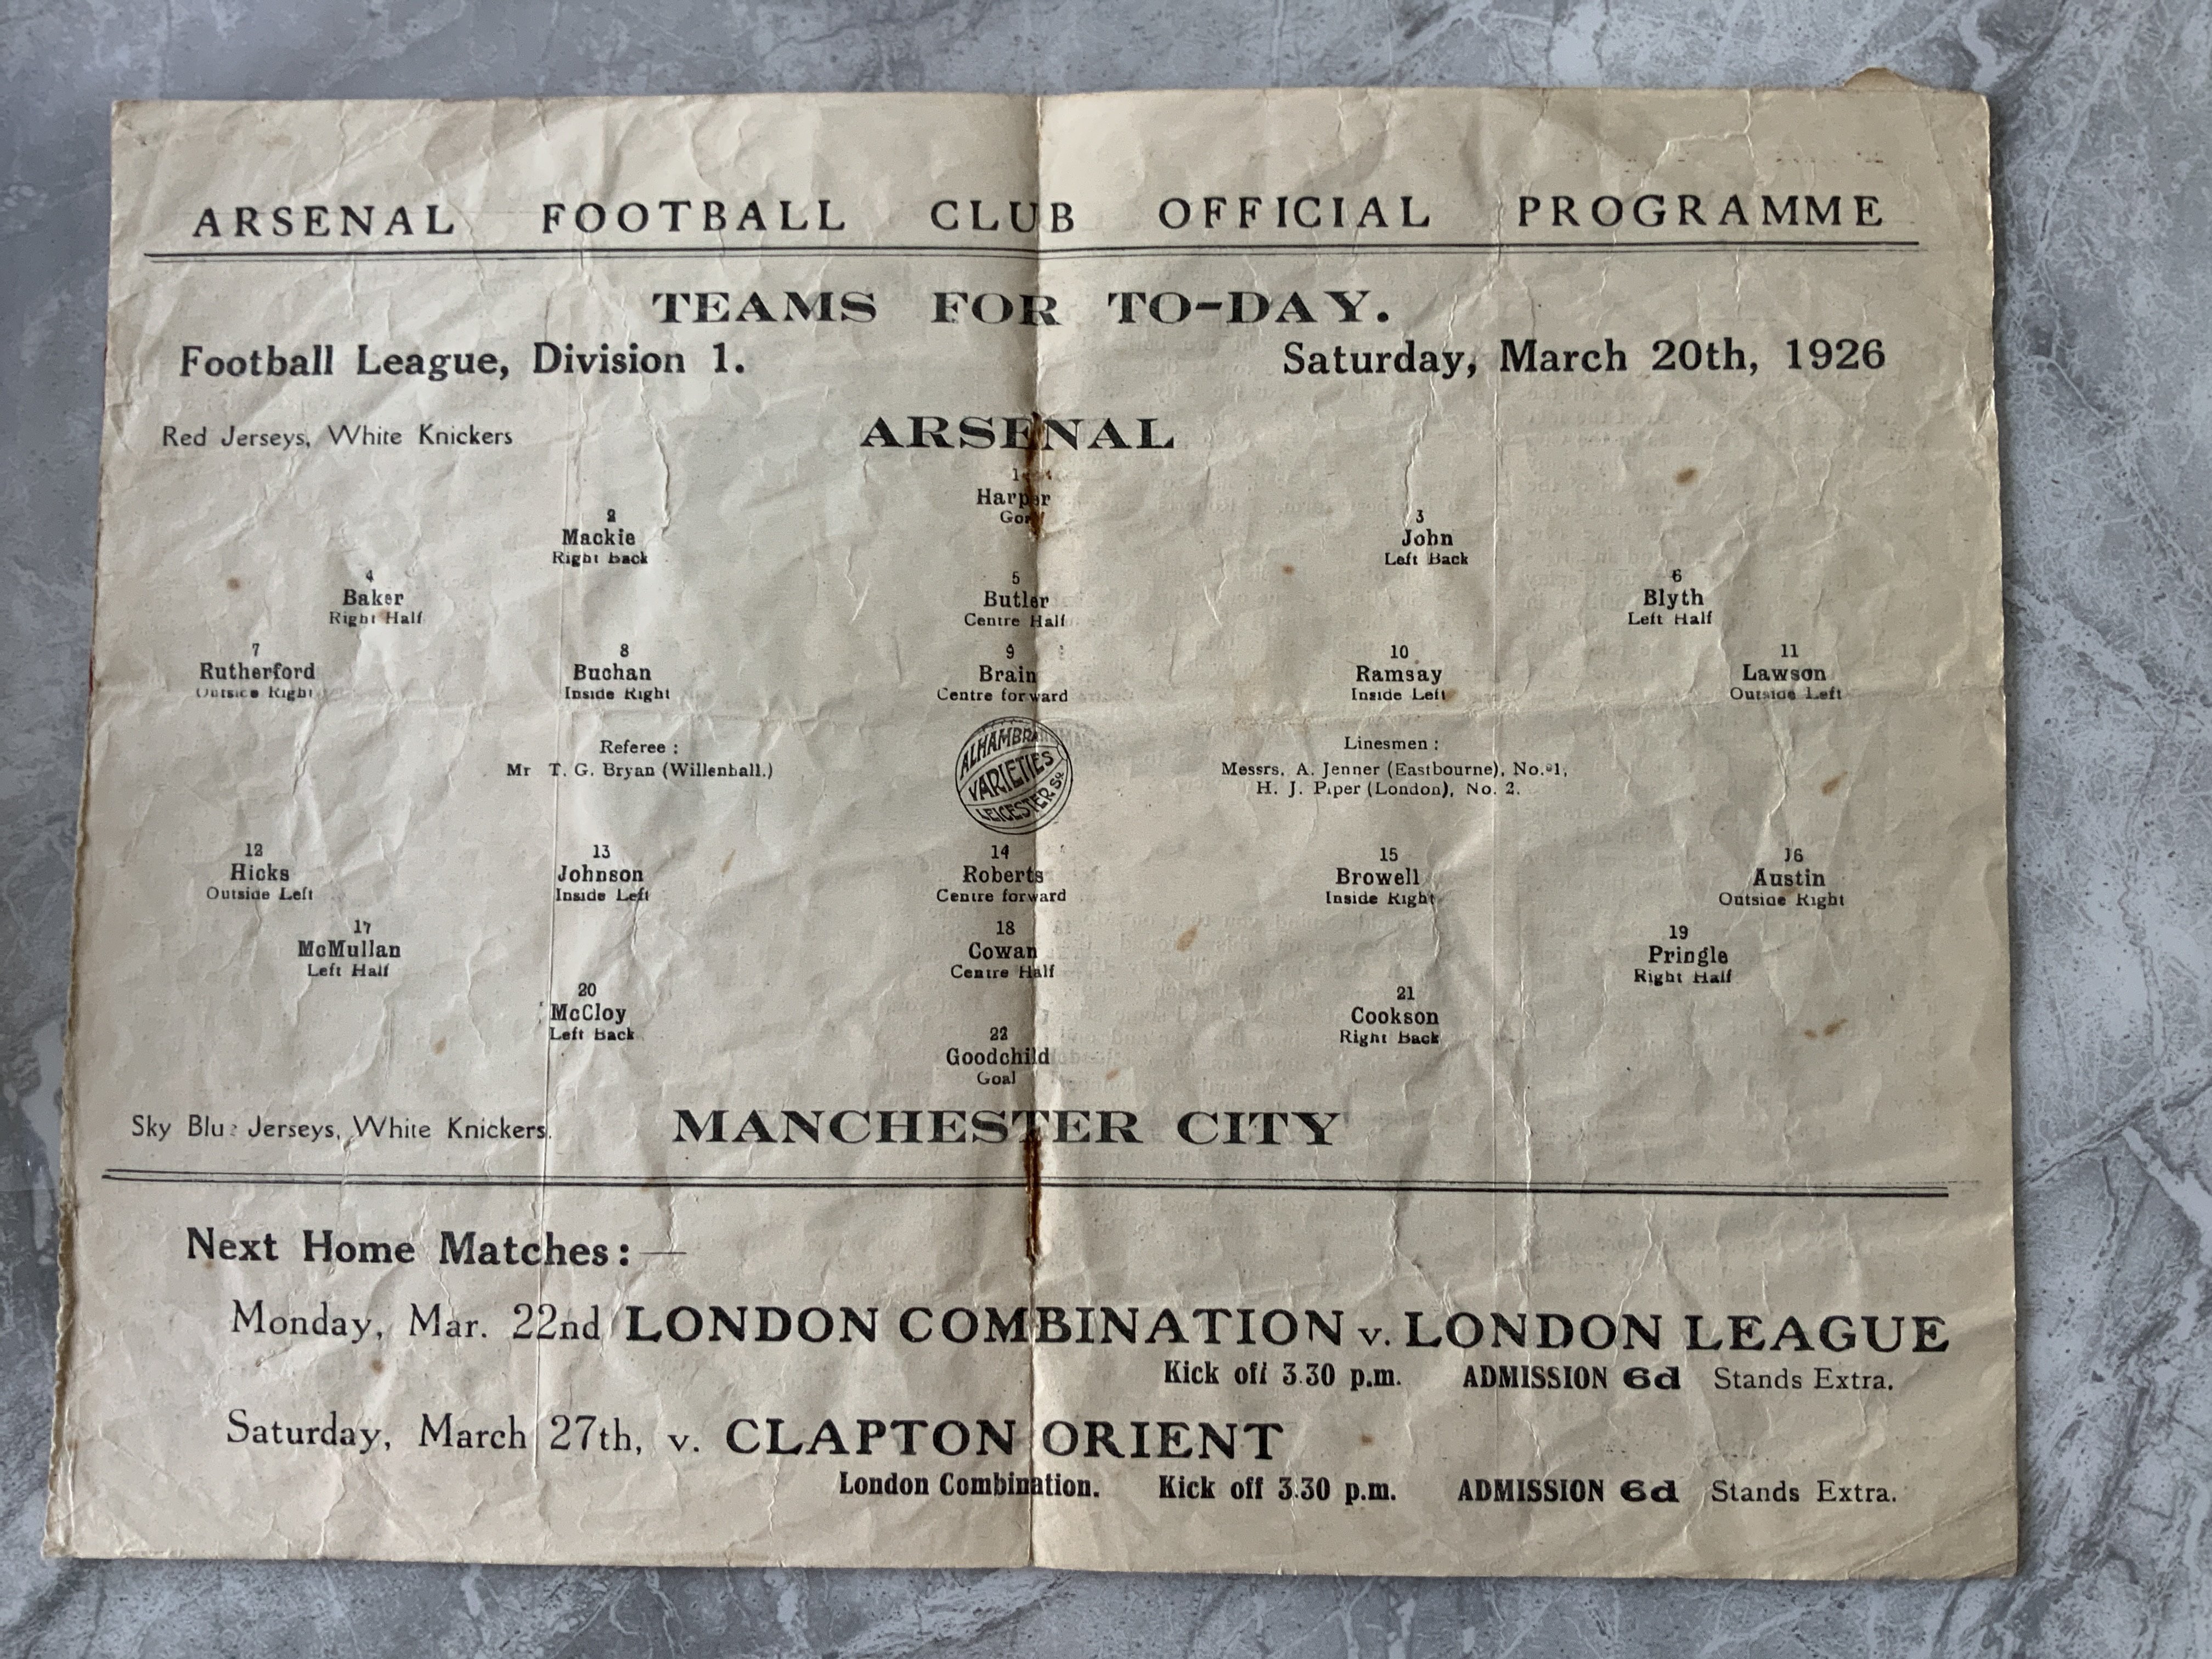 ARSENAL FOOTBALL CLUB OFFICIAL PROGRAMME
TEAMS FOR TO-DAY.
Football League, Division 1. Saturday, March 20th, 1926
Red Jerseys, White Knickers ARSENAL
1
Harper
Goal
2 3
Mackie John
Right Back Left Back
4 5 6
Baker Butler Blyth
Right Half Centre Half Left Half
7 8 9 10 11
Rutherford Buchan Brain Ramsay Lawson
Outside Right Inside Right Centre forward Inside Left Outside Left
Referee : Linesmen :
Mr T. G. Bryan (Willenhall.) Messrs. A. Jenner (Eastbourne), No. 1,
H. J. Piper (London), No. 2.
ALHAMBRA
VARIETIES
LEICESTER SQ.
12 13 14 15 16
Hicks Johnson Roberts Browell Austin
Outside Left Inside Left Centre forward Inside Right Outside Right
17 18 19
McMullan Cowan Pringle
Left Half Centre Half Right Half
20 21
McCloy Cookson
Left Back Right Back
22
Goodchild
Goal
Sky Blue Jerseys, White Knickers. MANCHESTER CITY
Next Home Matches:—
Monday, Mar. 22nd LONDON COMBINATION v. LONDON LEAGUE
Kick off 3.30 p.m. ADMISSION 6d Stands Extra.
Saturday, March 27th, v. CLAPTON ORIENT
London Combination. Kick off 3.30 p.m. ADMISSION 6d Stands Extra.